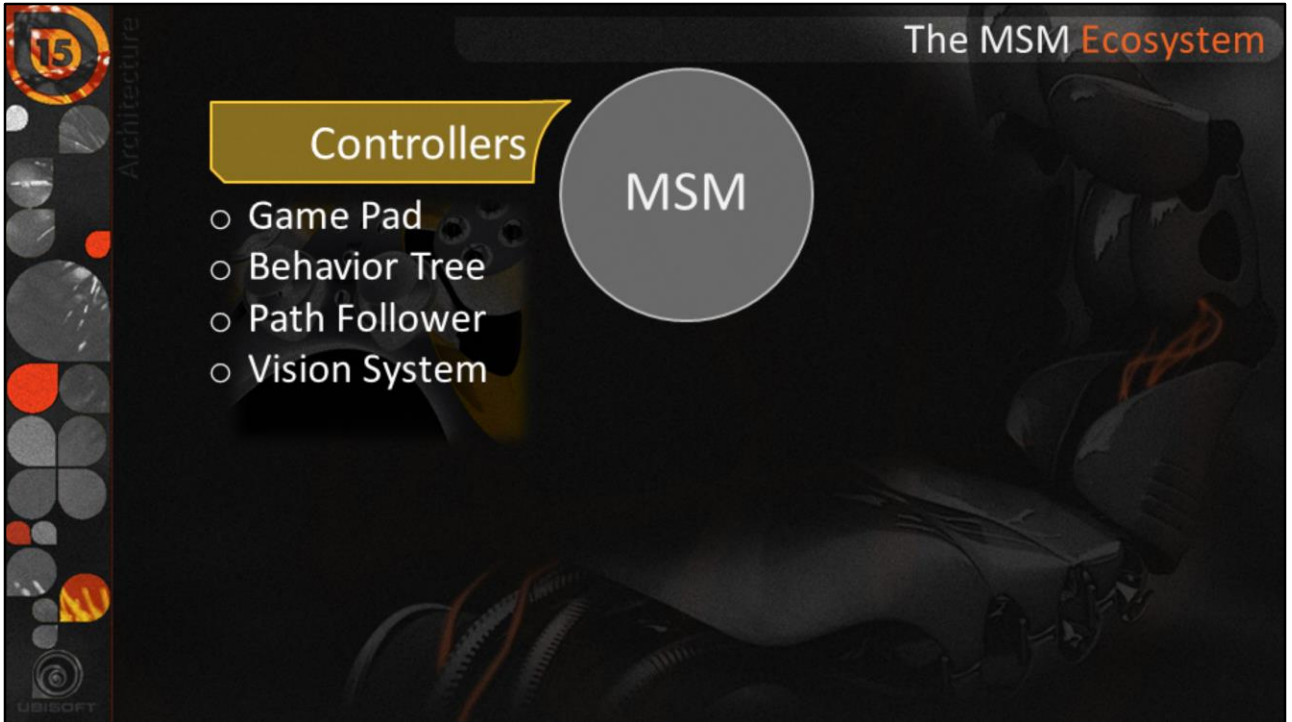 The MSM Ecosystem
15
Architecture
Controllers
MSM
Game Pad
Behavior Tree
Path Follower
Vision System
UBISOFT